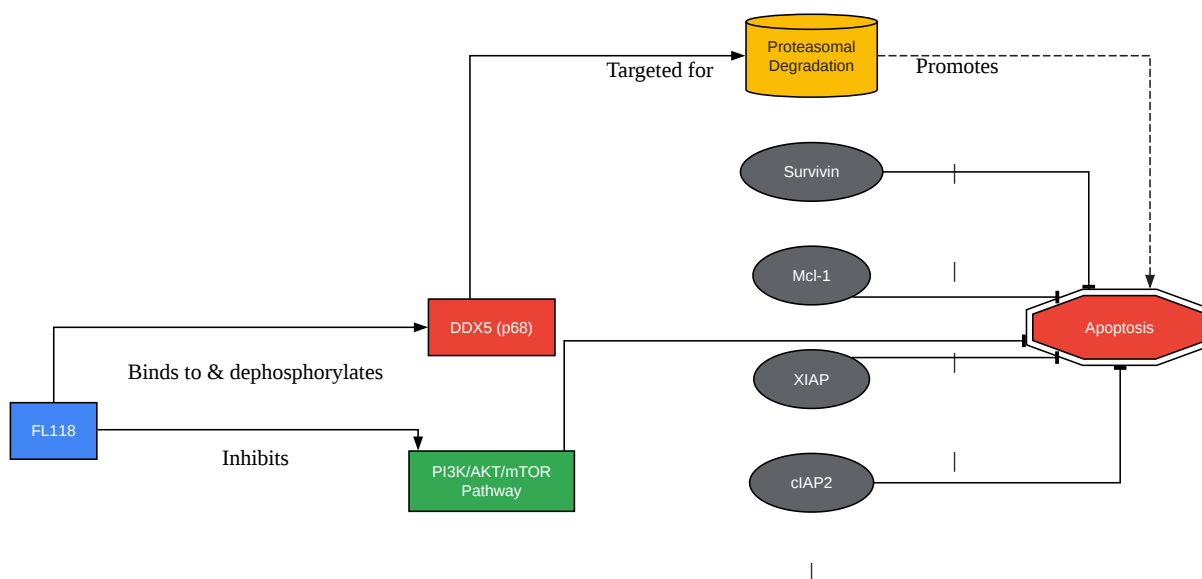 Proteasomal
Degradation
Targeted for
Promotes
Survivin
Mcl-1
DDX5 (p68)
Apoptosis
Binds to & dephosphorylates
XIAP
FL118
Inhibits
PI3K/AKT/mTOR
Pathway
cIAP2